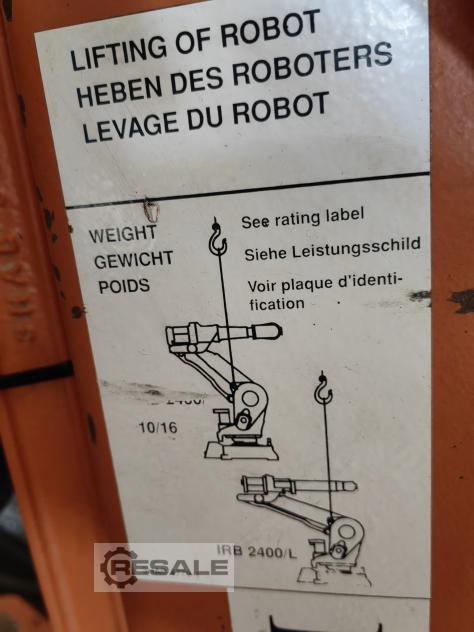 LIFTING OF ROBOT
HEBEN DES ROBOTERS
LEVAGE DU ROBOT
WEIGHT
GEWICHT
POIDS
See rating label
Siehe Leistungsschild
Voir plaque d'identi-
fication
2400/
10/16
IRB 2400/L
RESALE